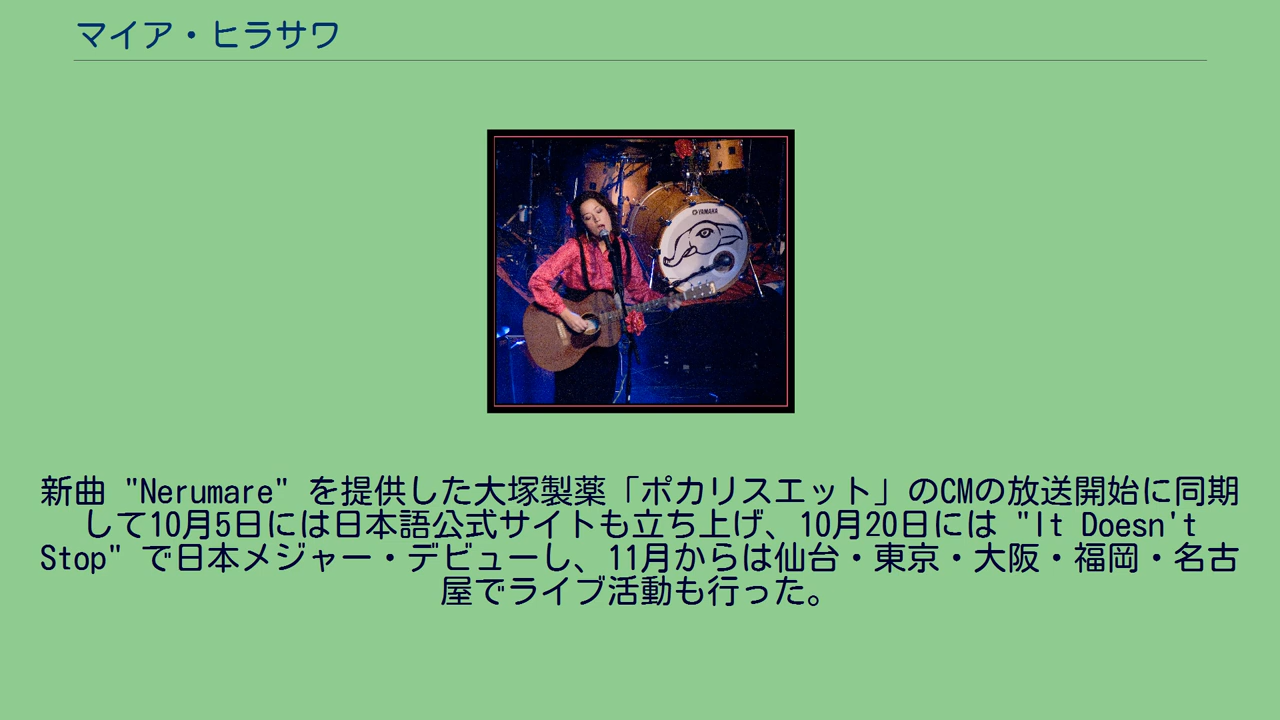 マイア・ヒラサワ
YAMAHA
新曲 "Nerumare" を提供した大塚製薬「ポカリスエット」のCMの放送開始に同期
して10月5日には日本語公式サイトも立ち上げ、10月20日には "It Doesn't
Stop" で日本メジャー・デビューし、11月からは仙台・東京・大阪・福岡・名古
屋でライブ活動も行った。